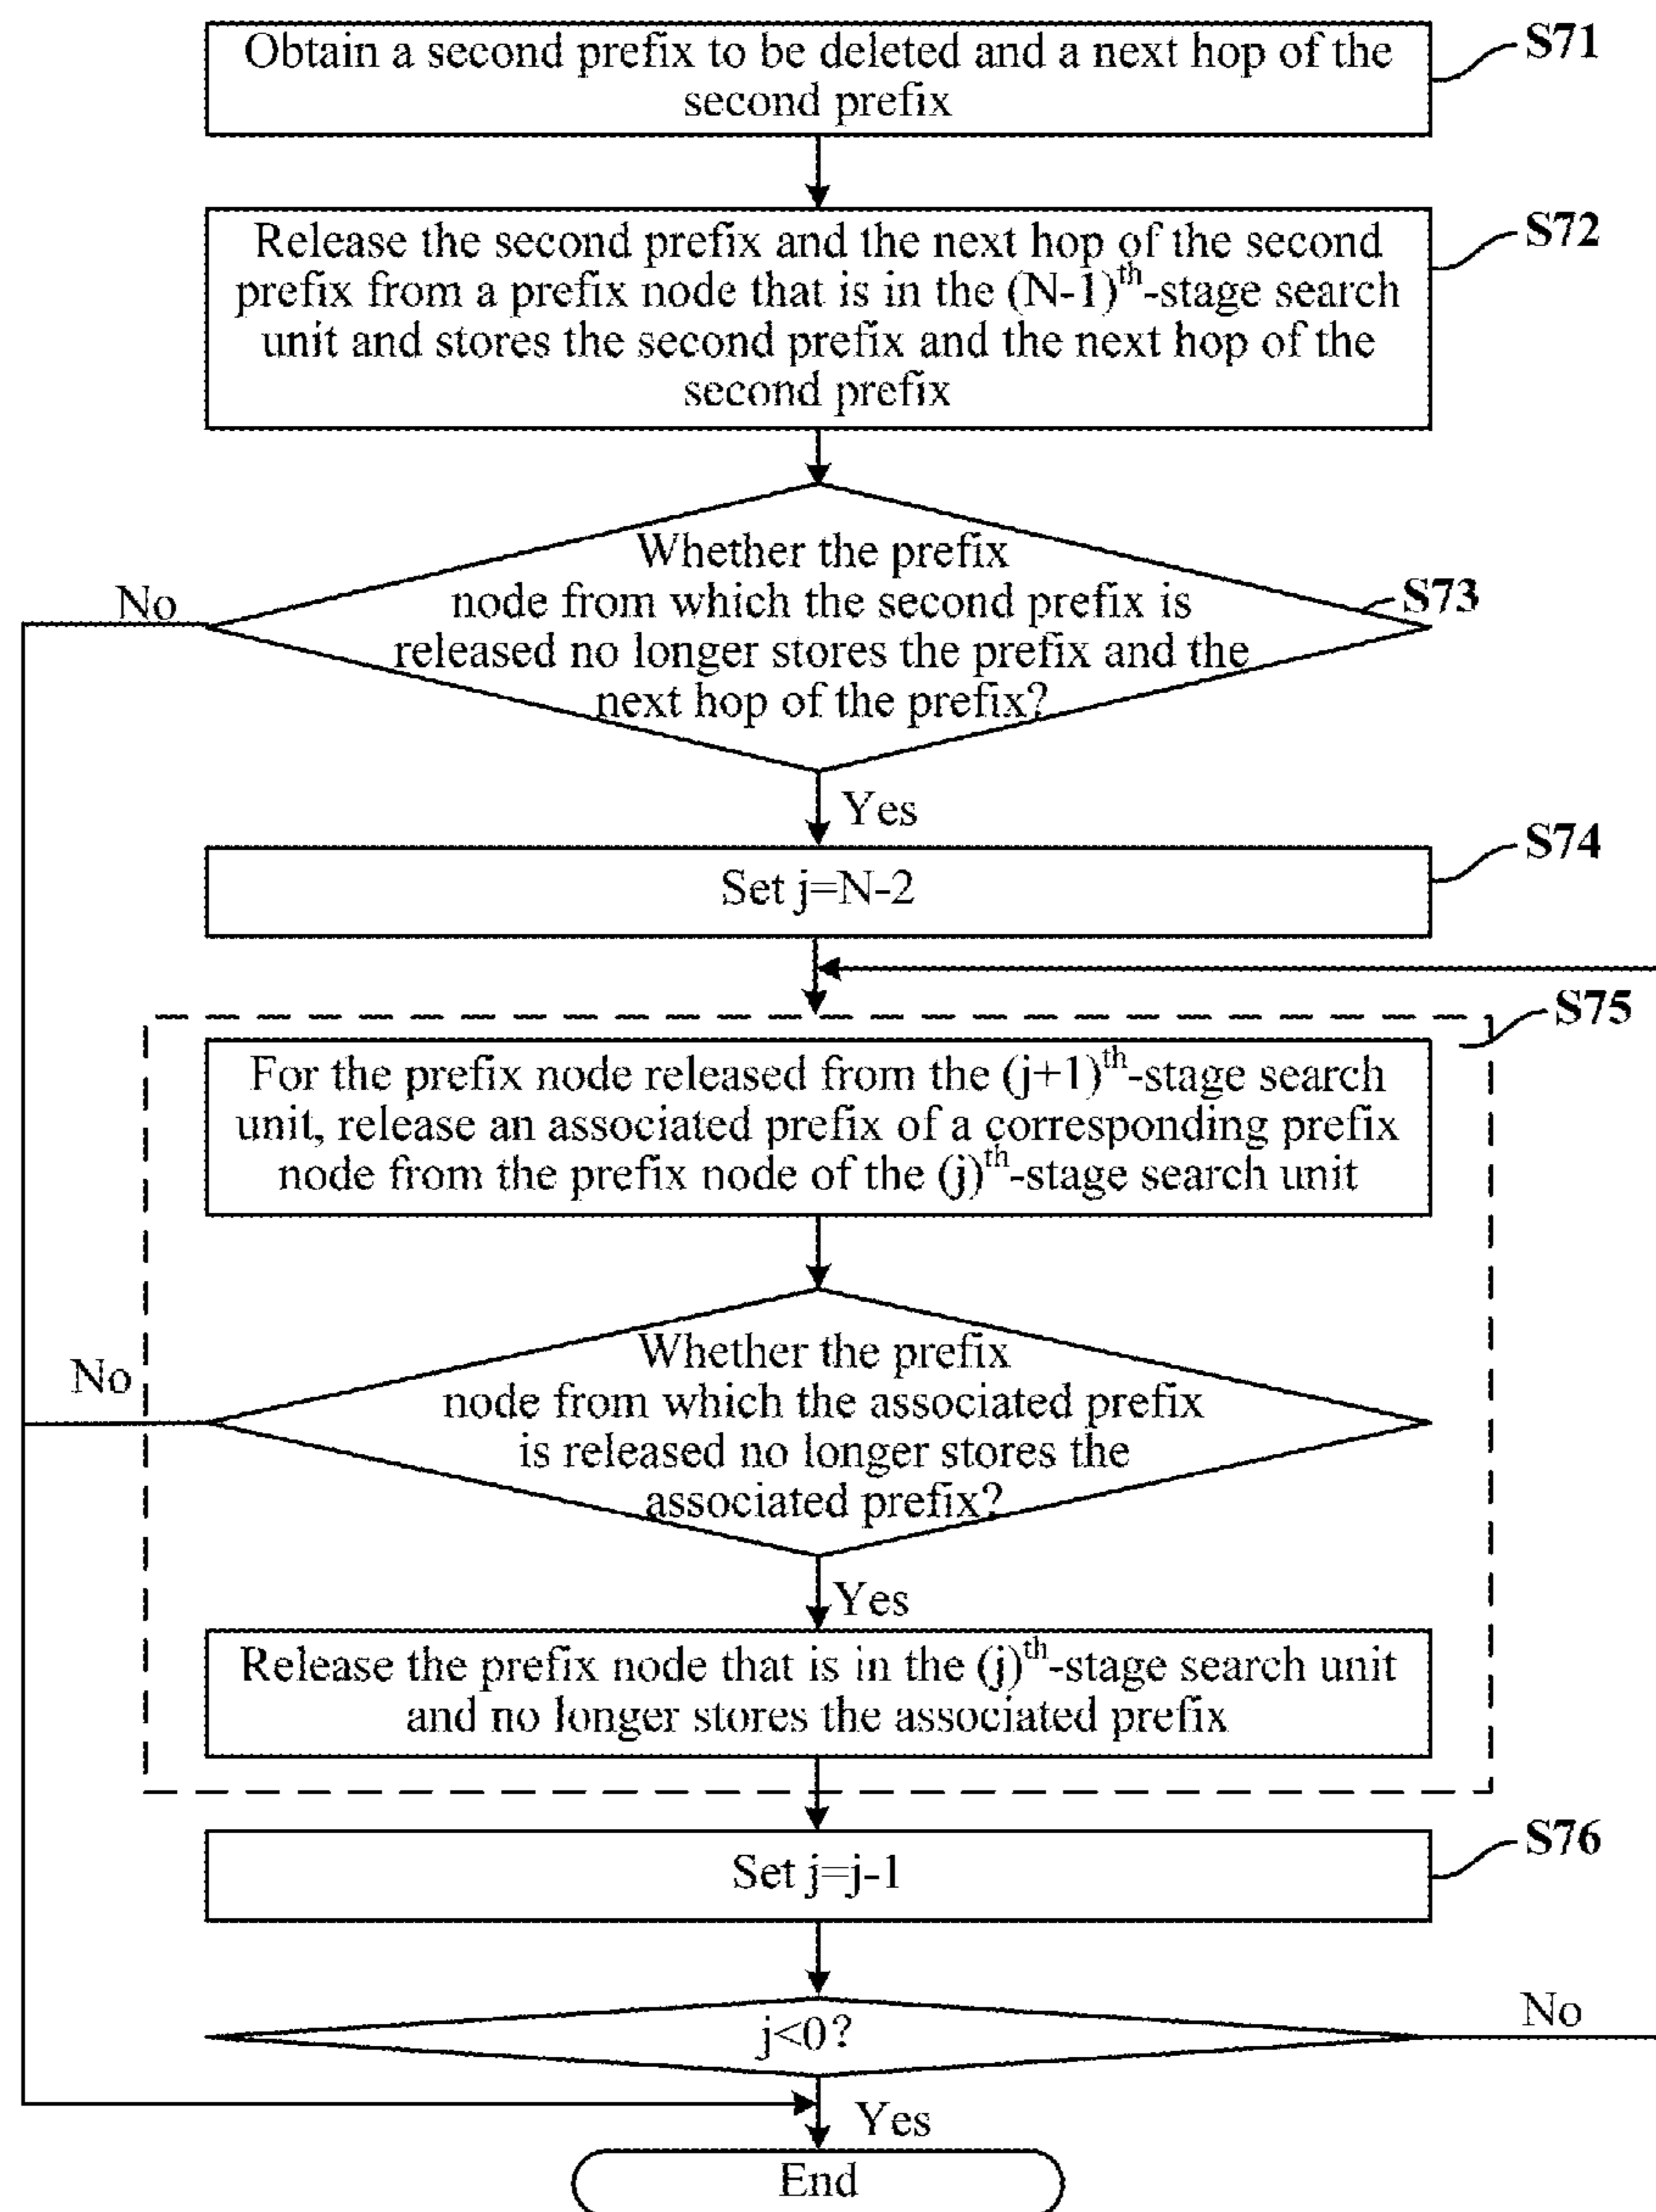 Obtain a second prefix to be deleted and a next hop of the
second prefix
S71
Release the second prefix and the next hop of the second
prefix from a prefix node that is in the (N-1)th-stage search
unit and stores the second prefix and the next hop of the
second prefix
S72
Whether the prefix
node from which the second prefix is
released no longer stores the prefix and the
next hop of the prefix?
S73
No
Yes
Set j=N-2
S74
S75
For the prefix node released from the (j+1)th-stage search
unit, release an associated prefix of a corresponding prefix
node from the prefix node of the (j)th-stage search unit
Whether the prefix
node from which the associated prefix
is released no longer stores the
associated prefix?
No
Yes
Release the prefix node that is in the (j)th-stage search unit
and no longer stores the associated prefix
Set j=j-1
S76
j<0?
No
Yes
End